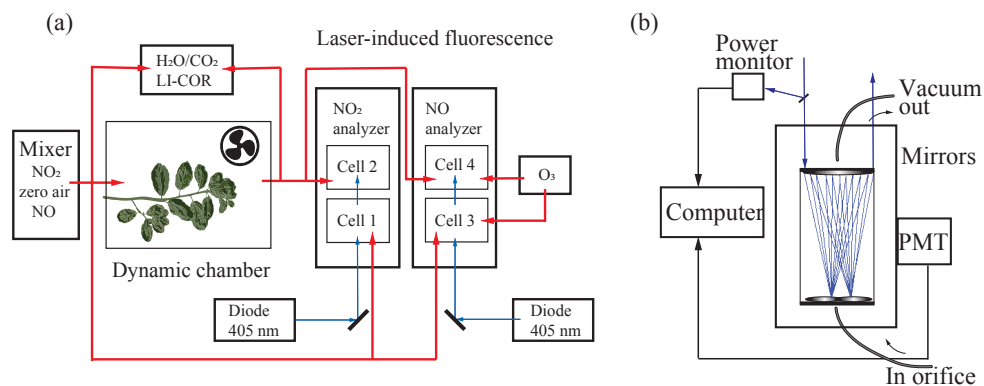 (a)
Laser-induced fluorescence
H₂O/CO₂
LI-COR
Mixer
NO₂
zero air
NO
Dynamic chamber
NO₂
analyzer
Cell 2
Cell 1
NO
analyzer
Cell 4
Cell 3
O₃
Diode
405 nm
Diode
405 nm
(b)
Power
monitor
Vacuum
out
Mirrors
Computer
PMT
In orifice